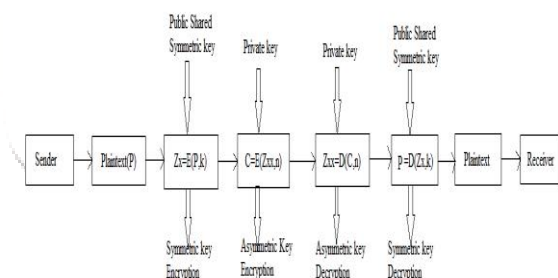 Public Shared
Symmetric key
Private key
Private key
Public Shared
Symmetric key
Sender
Plaintext(P)
Zx=E(P,k)
C=E(Zxx,n)
Zxx=D(C,n)
p=D(Zx,k)
Plaintext
Receiver
Symmetric key
Encryption
Asymmetric Key
Encryption
Asymmetric key
Decryption
Symmetric key
Decryption